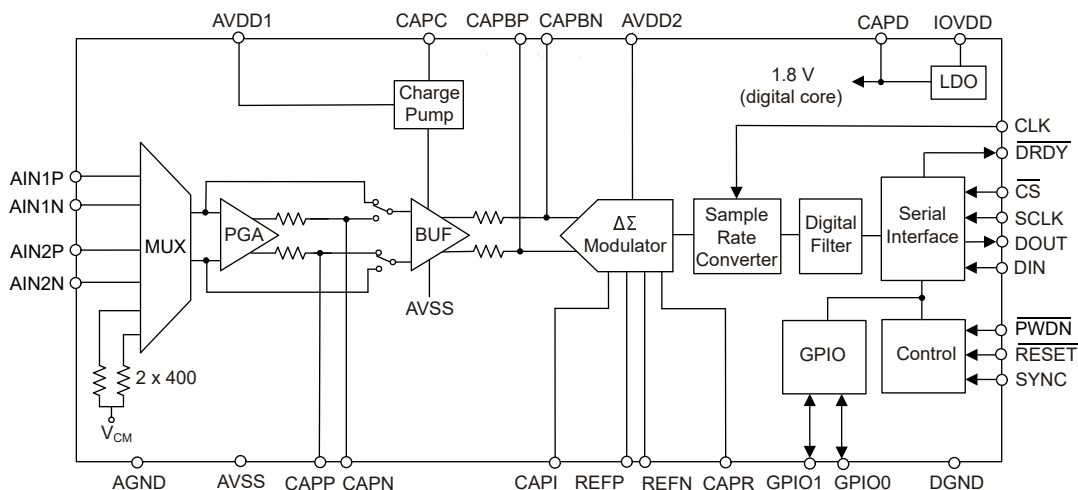 AVDD1
CAPC
CAPBP
CAPBN
AVDD2
CAPD
IOVDD
Charge
Pump
1.8 V
(digital core)
LDO
CLK
DRDY
CS
SCLK
DOUT
DIN
AIN1P
AIN1N
AIN2P
AIN2N
MUX
PGA
BUF
AVSS
ΔΣ
Modulator
Sample
Rate
Converter
Digital
Filter
Serial
Interface
2 x 400
VCM
GPIO
Control
PWDN
RESET
SYNC
AGND
AVSS
CAPP
CAPN
CAPI
REFP
REFN
CAPR
GPIO1
GPIO0
DGND